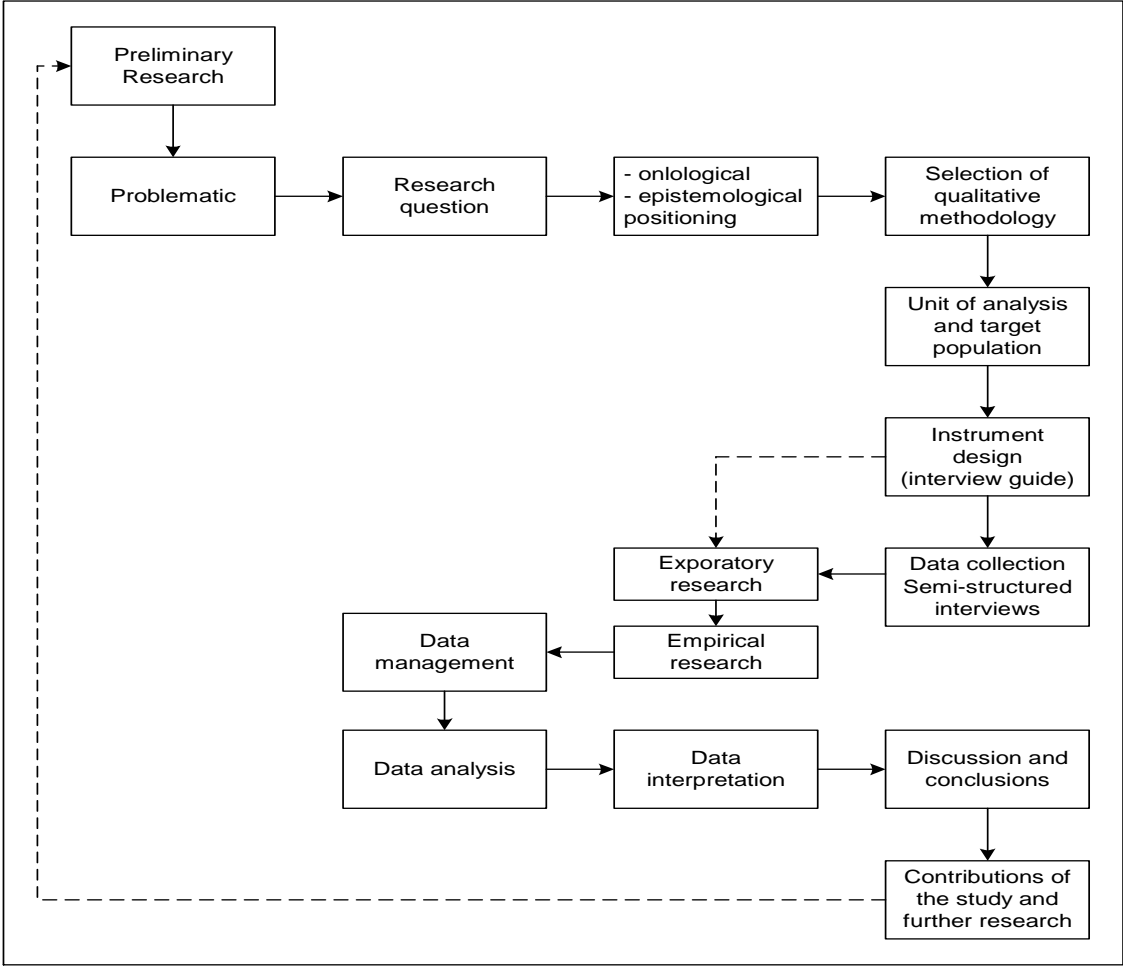 Preliminary
Research
Problematic
Research
question
- onlological
- epistemological
positioning
Selection of
qualitative
methodology
Unit of analysis
and target
population
Instrument
design
(interview guide)
Data collection
Semi-structured
interviews
Exporatory
research
Empirical
research
Data
management
Data analysis
Data
interpretation
Discussion and
conclusions
Contributions of
the study and
further research